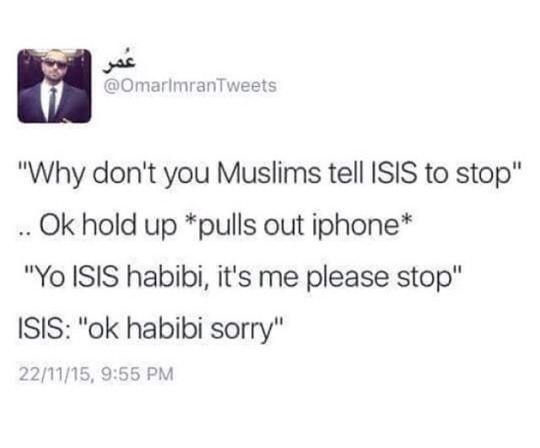 عُمر
@OmarImranTweets
"Why don't you Muslims tell ISIS to stop"
.. Ok hold up *pulls out iphone*
"Yo ISIS habibi, it's me please stop"
ISIS: "ok habibi sorry"
22/11/15, 9:55 PM